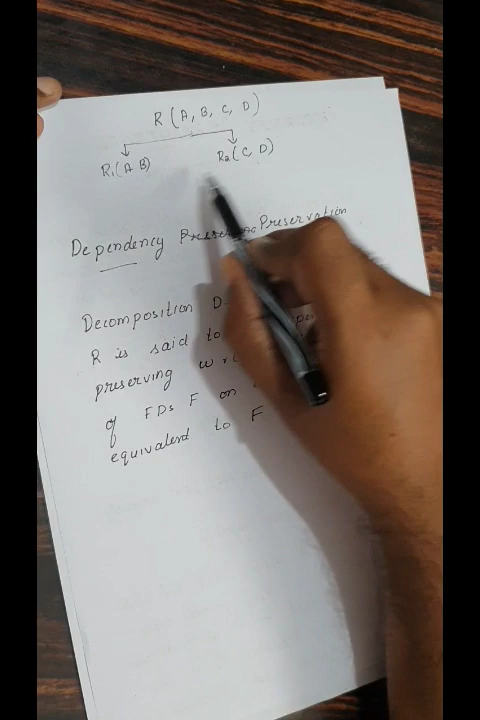 R (A, B, C, D)
R₁(A B) R₂(C, D)
Dependency Preservation
Decomposition D
R is said to
preserving
of FDs F on
equivalent to F